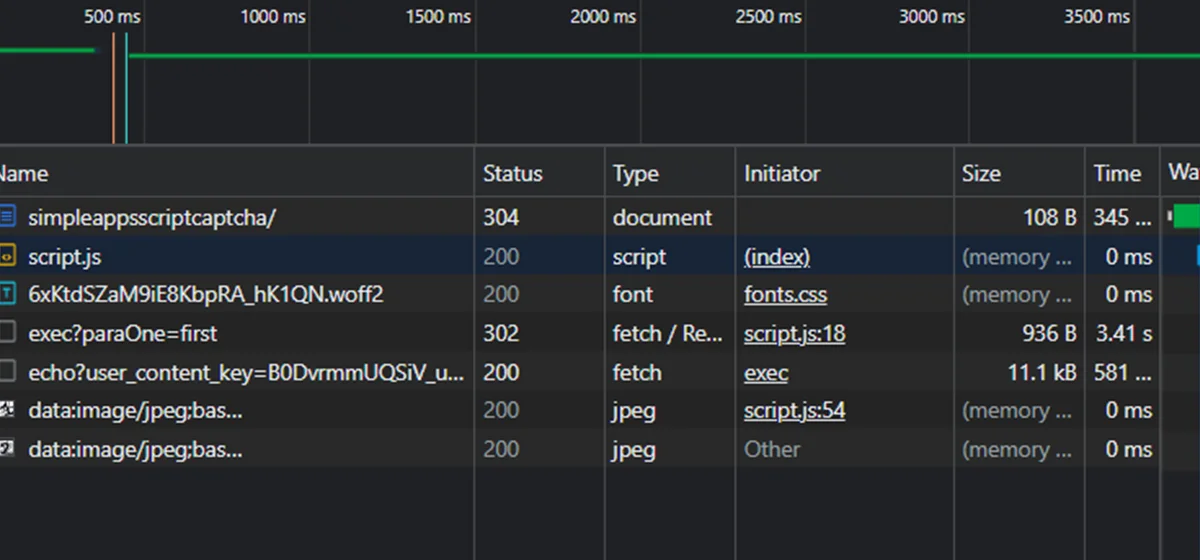 500 ms 1000 ms 1500 ms 2000 ms 2500 ms 3000 ms 3500 ms
Name Status Type Initiator Size Time Wa
simpleappsscriptcaptcha/ 304 document 108 B 345 ...
script.js 200 script (index) (memory ... 0 ms
6xKtdSZaM9iE8KbpRA_hK1QN.woff2 200 font fonts.css (memory ... 0 ms
exec?paraOne=first 302 fetch / Re... script.js:18 936 B 3.41 s
echo?user_content_key=B0DvrmmUQSiV_u... 200 fetch exec 11.1 kB 581 ...
data:image/jpeg;bas... 200 jpeg script.js:54 (memory ... 0 ms
data:image/jpeg;bas... 200 jpeg Other (memory ... 0 ms